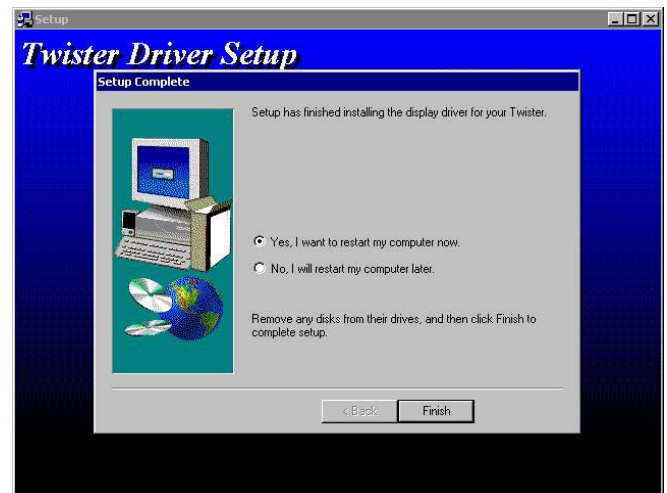 Setup
Twister Driver Setup
Setup Complete
Setup has finished installing the display driver for your Twister.
Yes, I want to restart my computer now.
No, I will restart my computer later.
Remove any disks from their drives, and then click Finish to
complete setup.
< Back
Finish